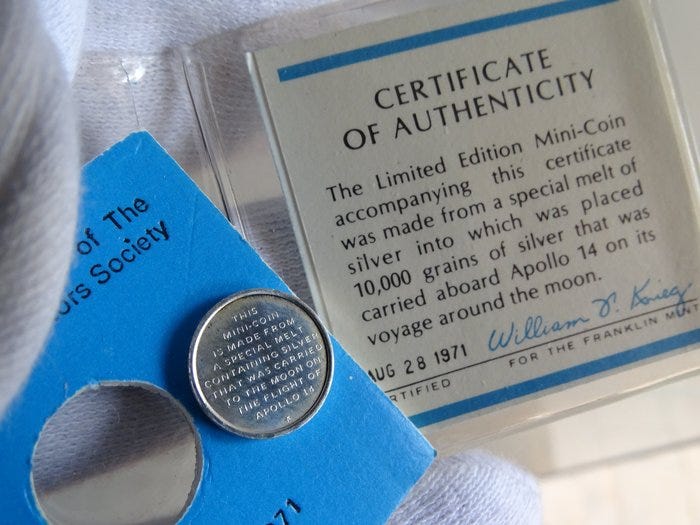 of The
ors Society
71
THIS
MINI-COIN
IS MADE FROM
A SPECIAL MELT
CONTAINING SILVER
THAT WAS CARRIED
TO THE MOON ON
THE FLIGHT OF
APOLLO 14
CERTIFICATE
OF AUTHENTICITY
The Limited Edition Mini-Coin
accompanying this certificate
was made from a special melt of
silver into which was placed
10,000 grains of silver that was
carried aboard Apollo 14 on its
voyage around the moon.
AUG 28 1971
William T. Krieg
RTIFIED
FOR THE FRANKLIN MINT